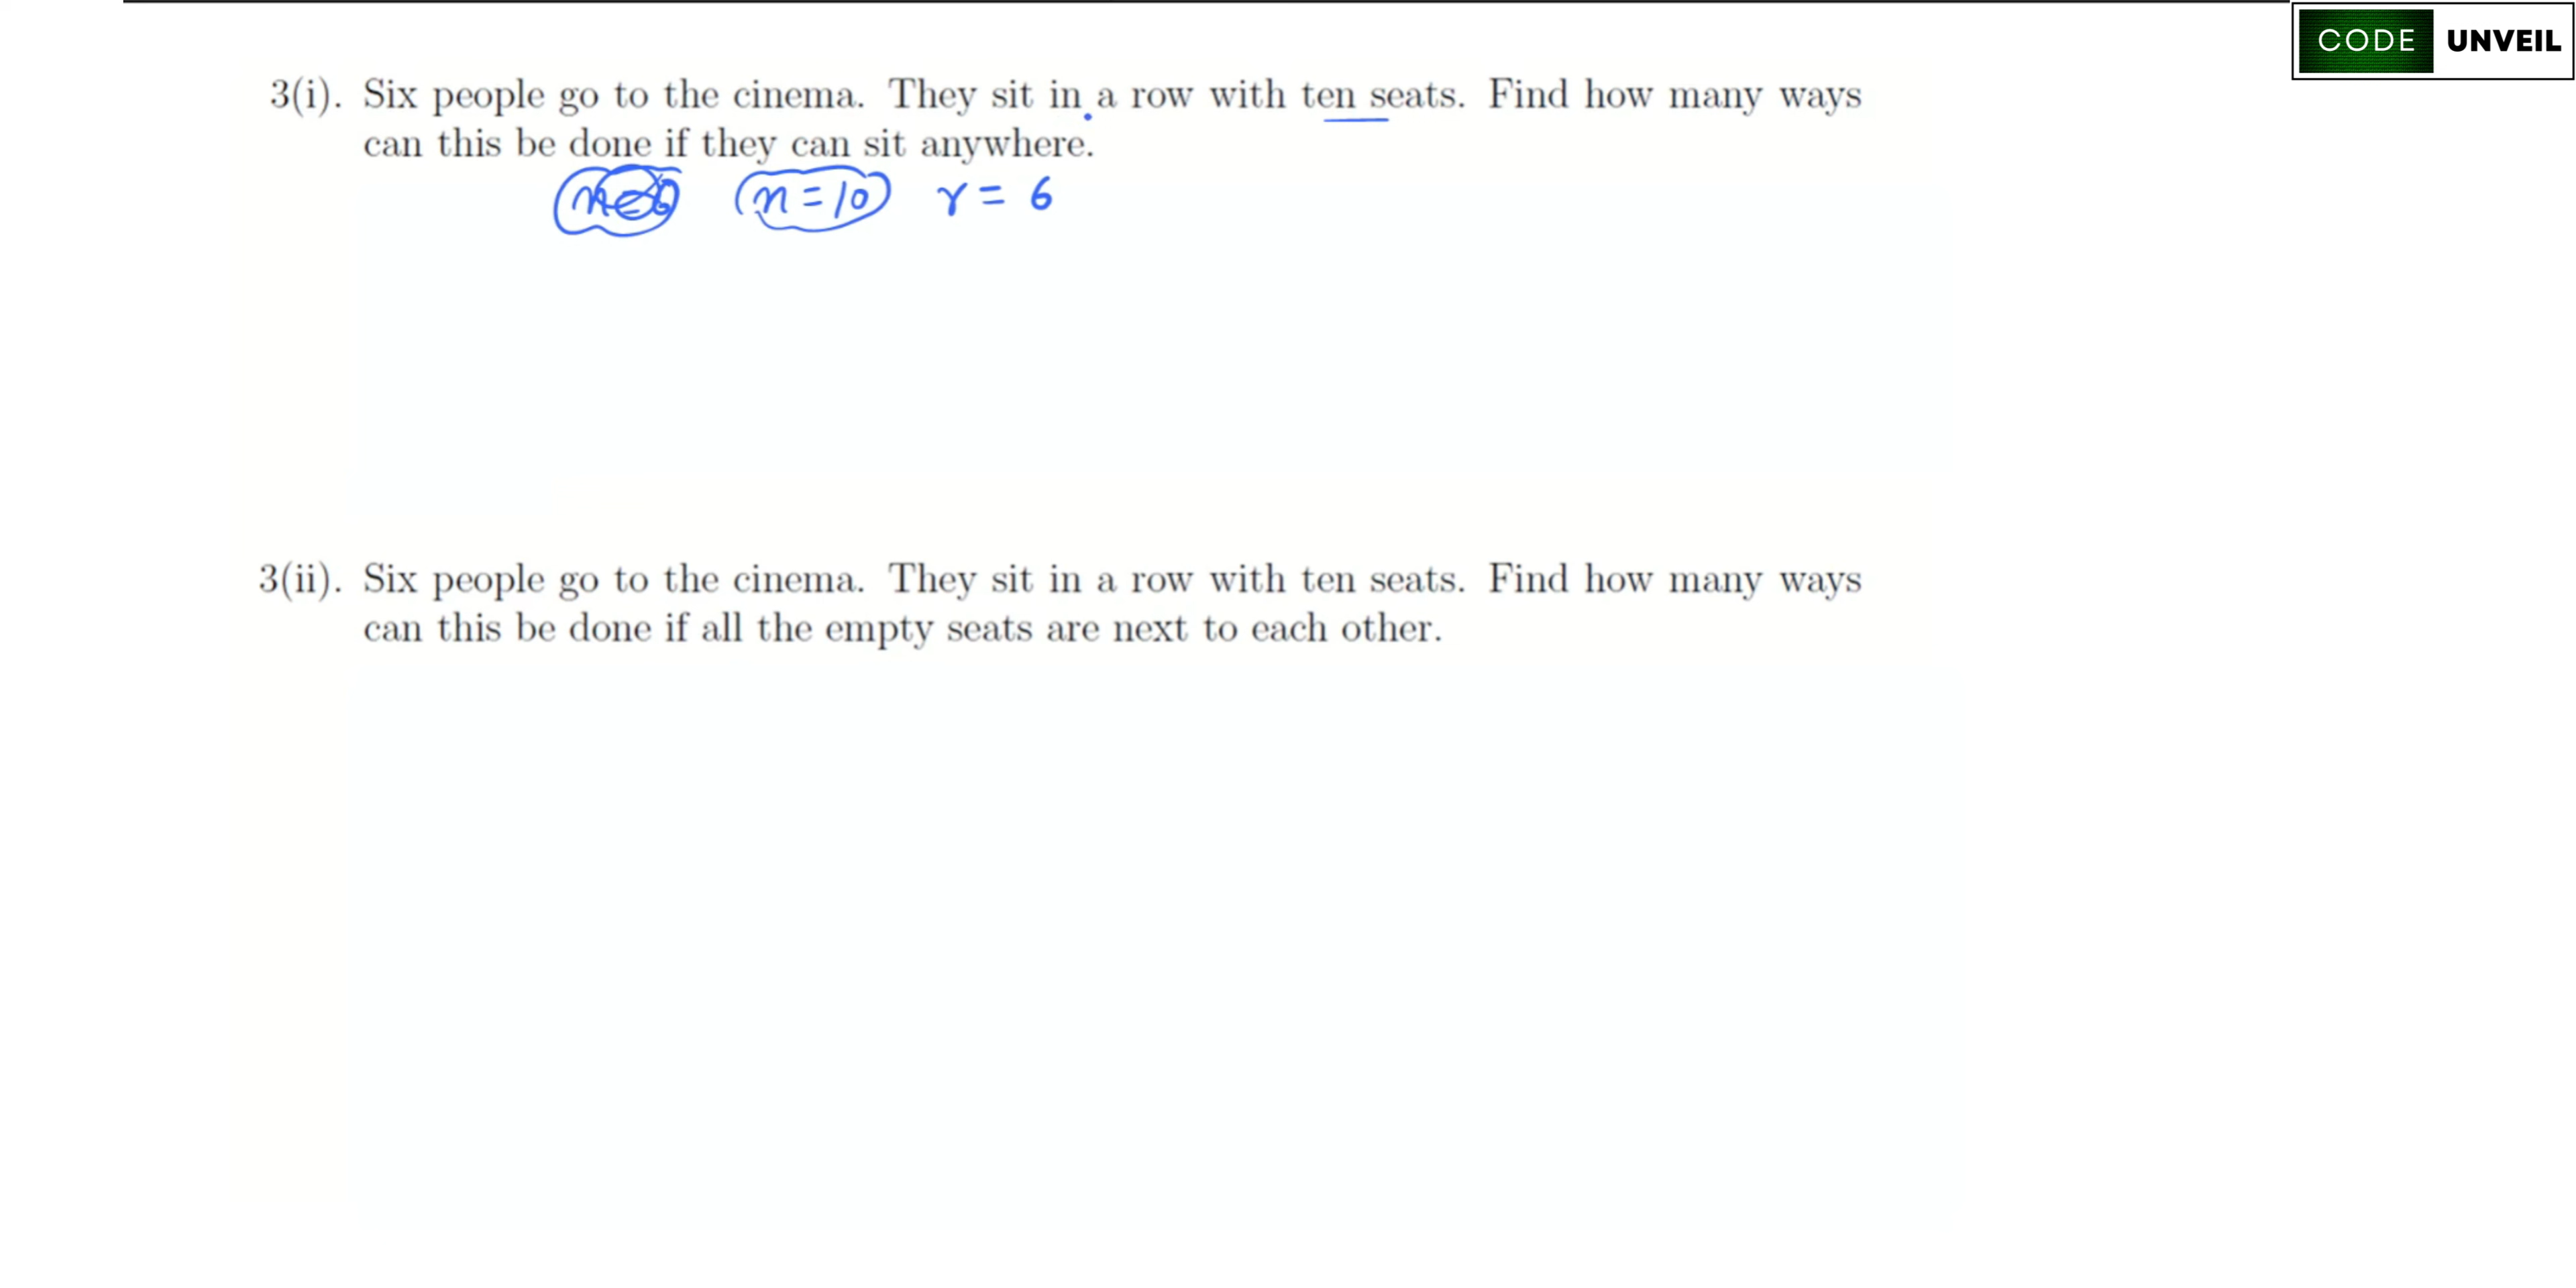 CODE UNVEIL
3(i). Six people go to the cinema. They sit in a row with ten seats. Find how many ways
can this be done if they can sit anywhere.
n=10 r = 6
3(ii). Six people go to the cinema. They sit in a row with ten seats. Find how many ways
can this be done if all the empty seats are next to each other.